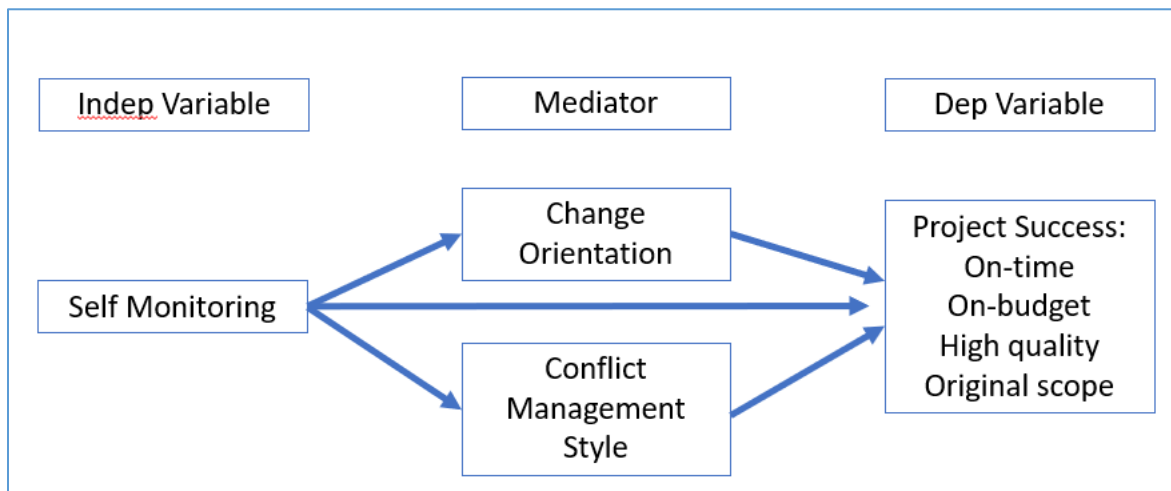 Indep Variable
Mediator
Dep Variable
Change
Orientation
Self Monitoring
Conflict
Management
Style
Project Success:
On-time
On-budget
High quality
Original scope